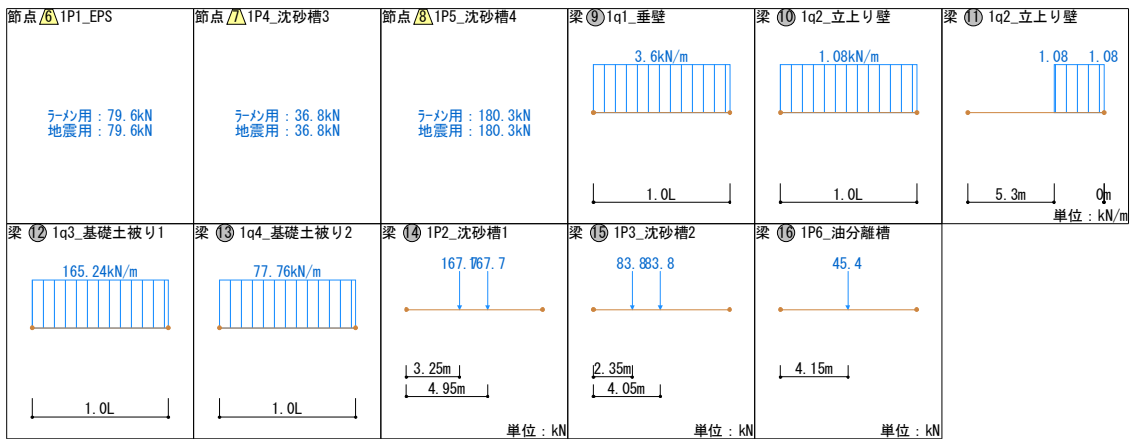 節点 6 1P1_EPS
ラーメン用：79.6kN
地震用：79.6kN
節点 7 1P4_沈砂槽3
ラーメン用：36.8kN
地震用：36.8kN
節点 8 1P5_沈砂槽4
ラーメン用：180.3kN
地震用：180.3kN
梁 9 1q1_垂壁
3.6kN/m
1.0L
梁 10 1q2_立上り壁
1.08kN/m
1.0L
梁 11 1q2_立上り壁
1.08 1.08
5.3m 0m
単位：kN/m
梁 12 1q3_基礎土被り1
165.24kN/m
1.0L
梁 13 1q4_基礎土被り2
77.76kN/m
1.0L
梁 14 1P2_沈砂槽1
167.7 167.7
3.25m
4.95m
単位：kN
梁 15 1P3_沈砂槽2
83.8 83.8
2.35m
4.05m
単位：kN
梁 16 1P6_油分離槽
45.4
4.15m
単位：kN